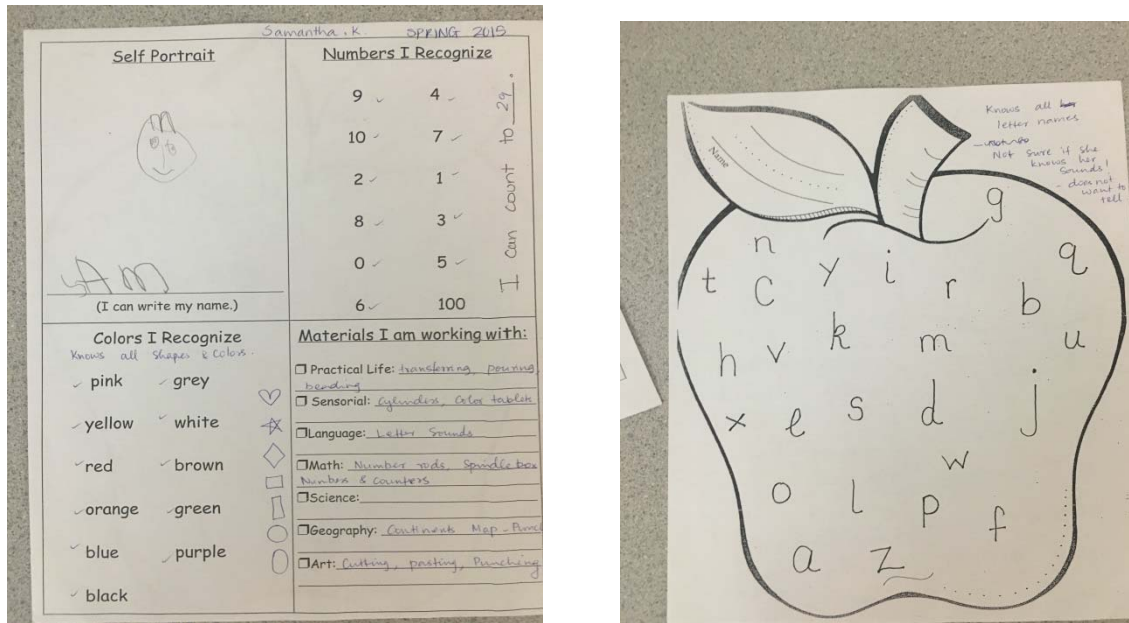 Samantha . K. SPRING 2015
Self Portrait
SAM
(I can write my name.)
Numbers I Recognize
9 ✓ 4 ✓
10 ✓ 7 ✓
2 ✓ 1 ✓
8 ✓ 3 ✓
0 ✓ 5 ✓
6 ✓ 100
I can count to 29.
Colors I Recognize
Knows all shapes & colors.
✓ pink ✓ grey
✓ yellow ✓ white
✓ red ✓ brown
✓ orange ✓ green
✓ blue ✓ purple
✓ black
Materials I am working with:
Practical Life: transferring, pouring,
beading
Sensorial: Cylinders, Color tablets
Language: Letter Sounds
Math: Number rods, Spindle box
Numbers & Counters
Science:
Geography: Continents Map - Punch
Art: Cutting, pasting, Punching
Name
Knows all her
letter names
Not sure if she
knows her
sounds!
- does not
want to
tell
g
n q
t c y i r b
h v k m u
x e s d j
w
o l p f
a z